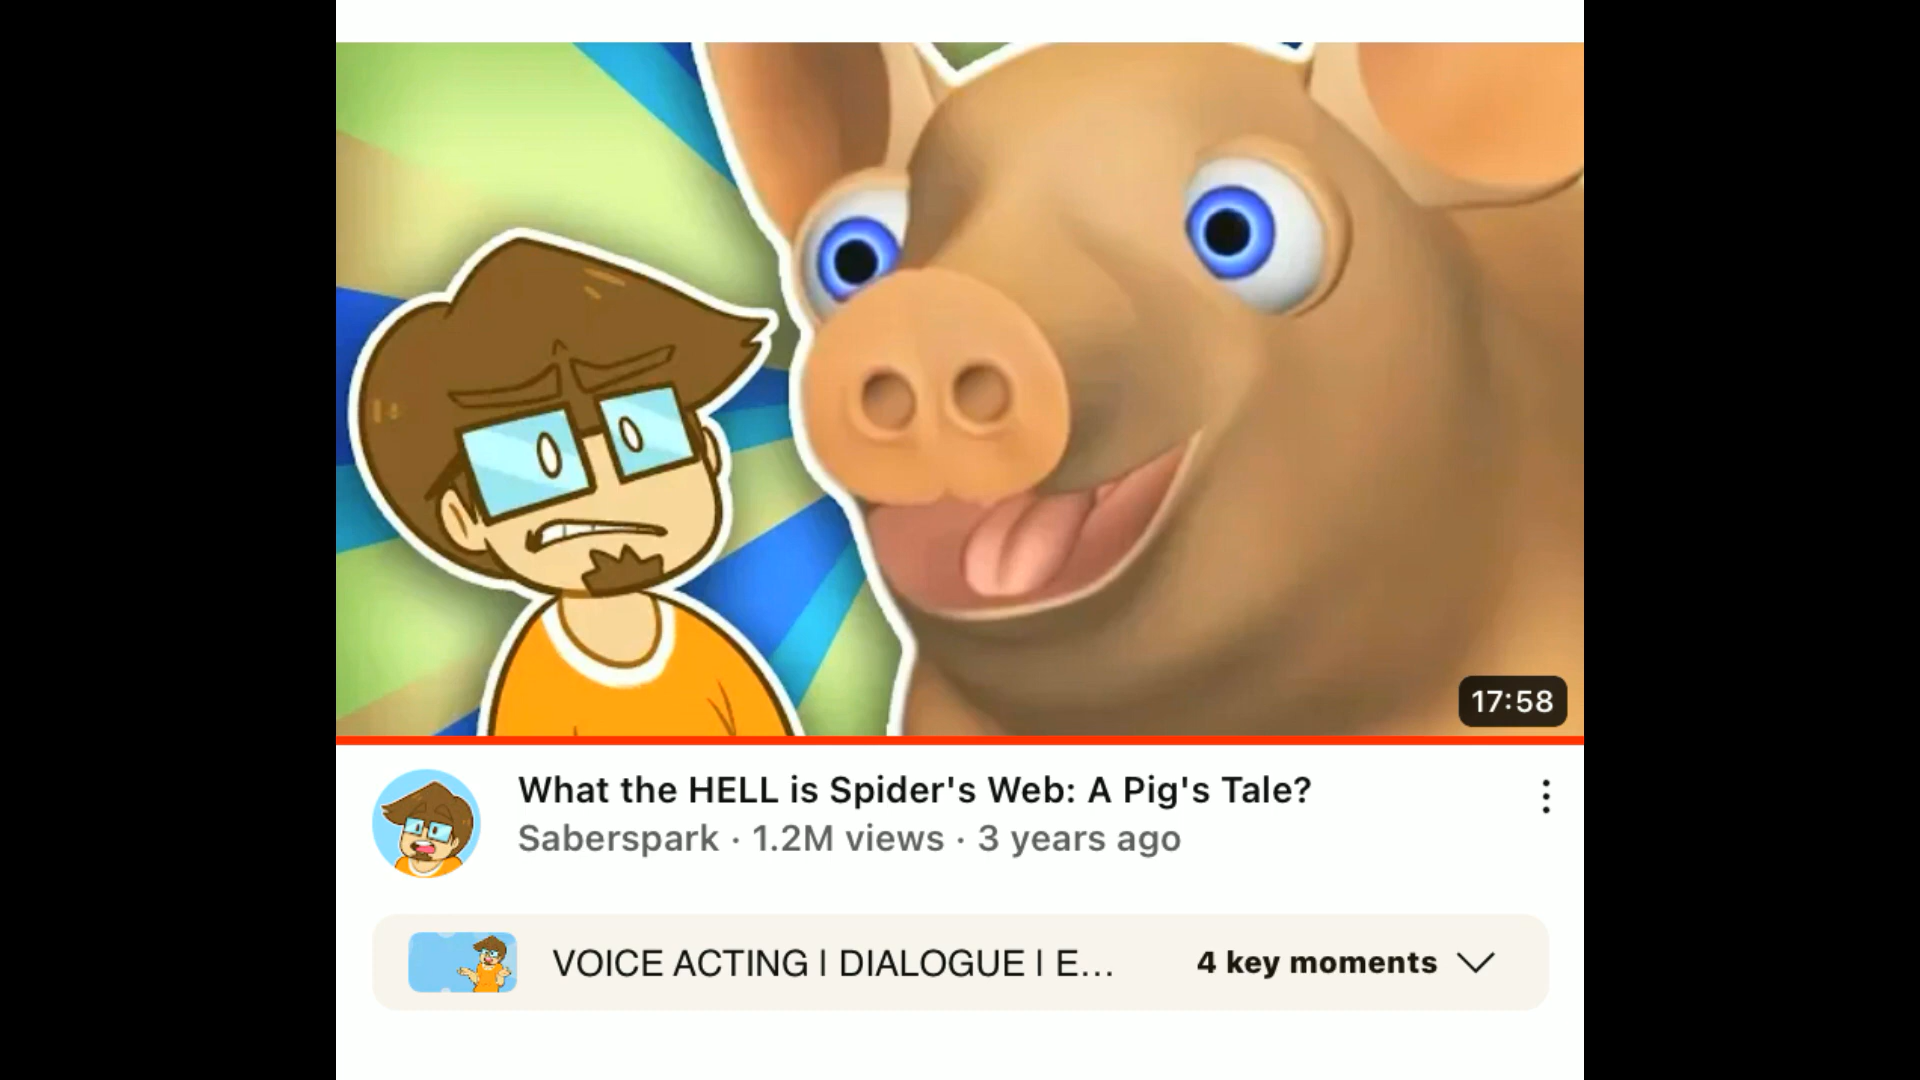 17:58
What the HELL is Spider's Web: A Pig's Tale?
Saberspark · 1.2M views · 3 years ago
VOICE ACTING | DIALOGUE | E... 4 key moments